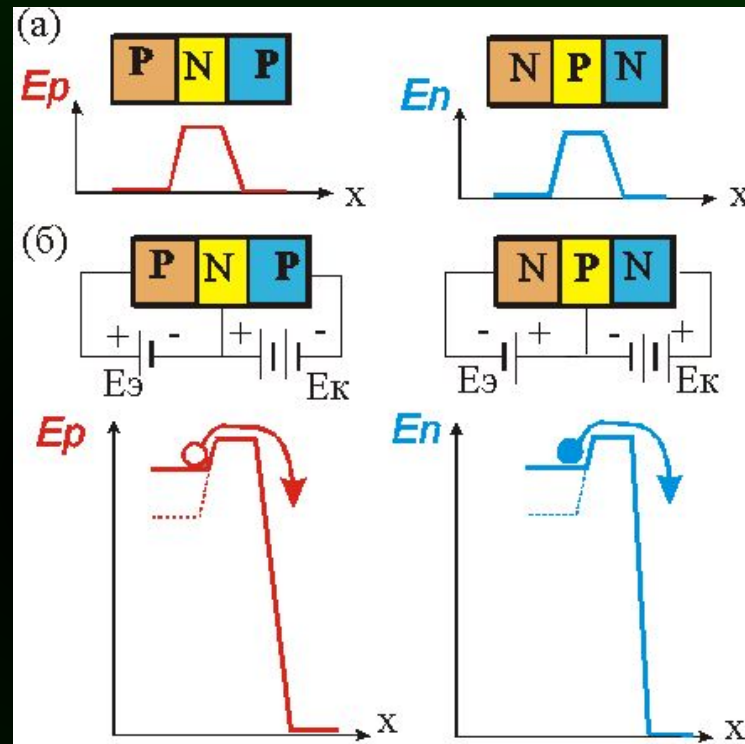 (а)
P N P
N P N
Ep
En
x
x
(б)
P N P
N P N
+ - + -
- + - +
Eэ Eк
Eэ Eк
Ep
En
x
x